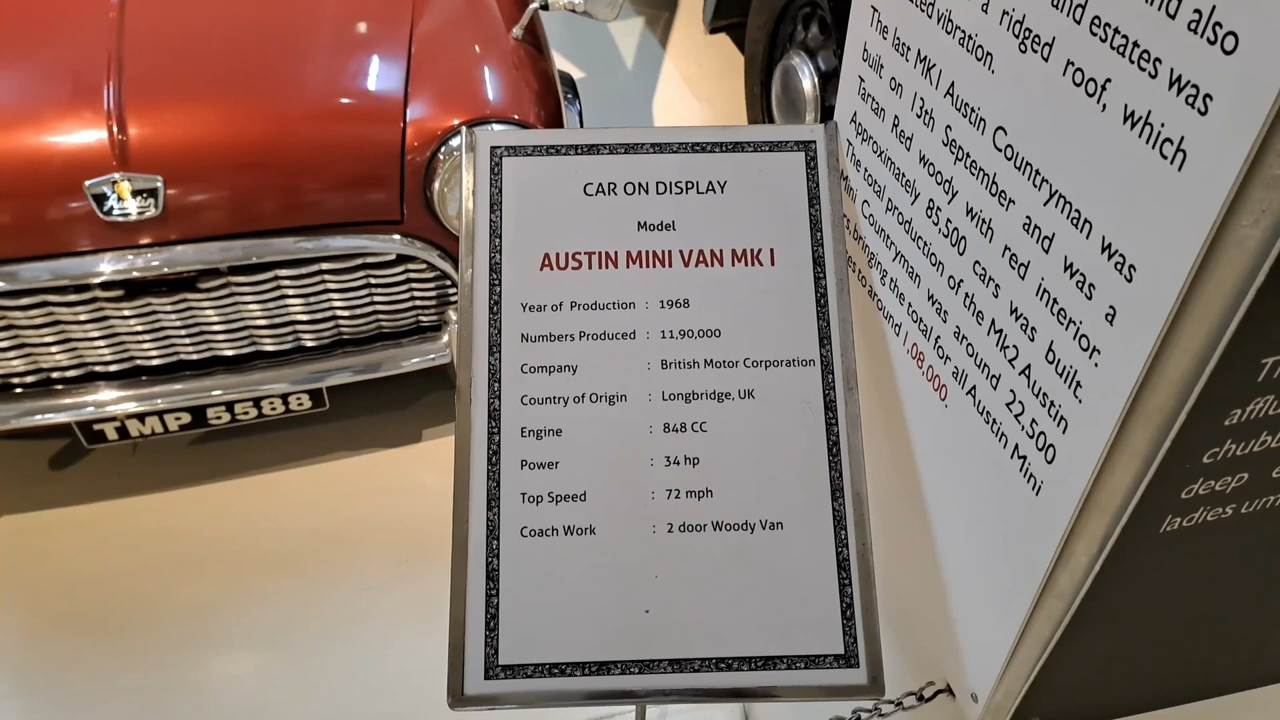 Austin
TMP 5588
CAR ON DISPLAY
Model
AUSTIN MINI VAN MK I
Year of Production : 1968
Numbers Produced : 11,90,000
Company : British Motor Corporation
Country of Origin : Longbridge, UK
Engine : 848 CC
Power : 34 hp
Top Speed : 72 mph
Coach Work : 2 door Woody Van
and also
and estates was
a ridged roof, which
vibration.
The last MK1 Austin Countryman was
built on 13th September and was a
Tartan Red woody with red interior.
Approximately 85,500 cars was built.
The total production of the Mk2 Austin
Mini Countryman was around 22,500
bringing the total for all Austin Mini
to around 1,08,000.
deep
ladies